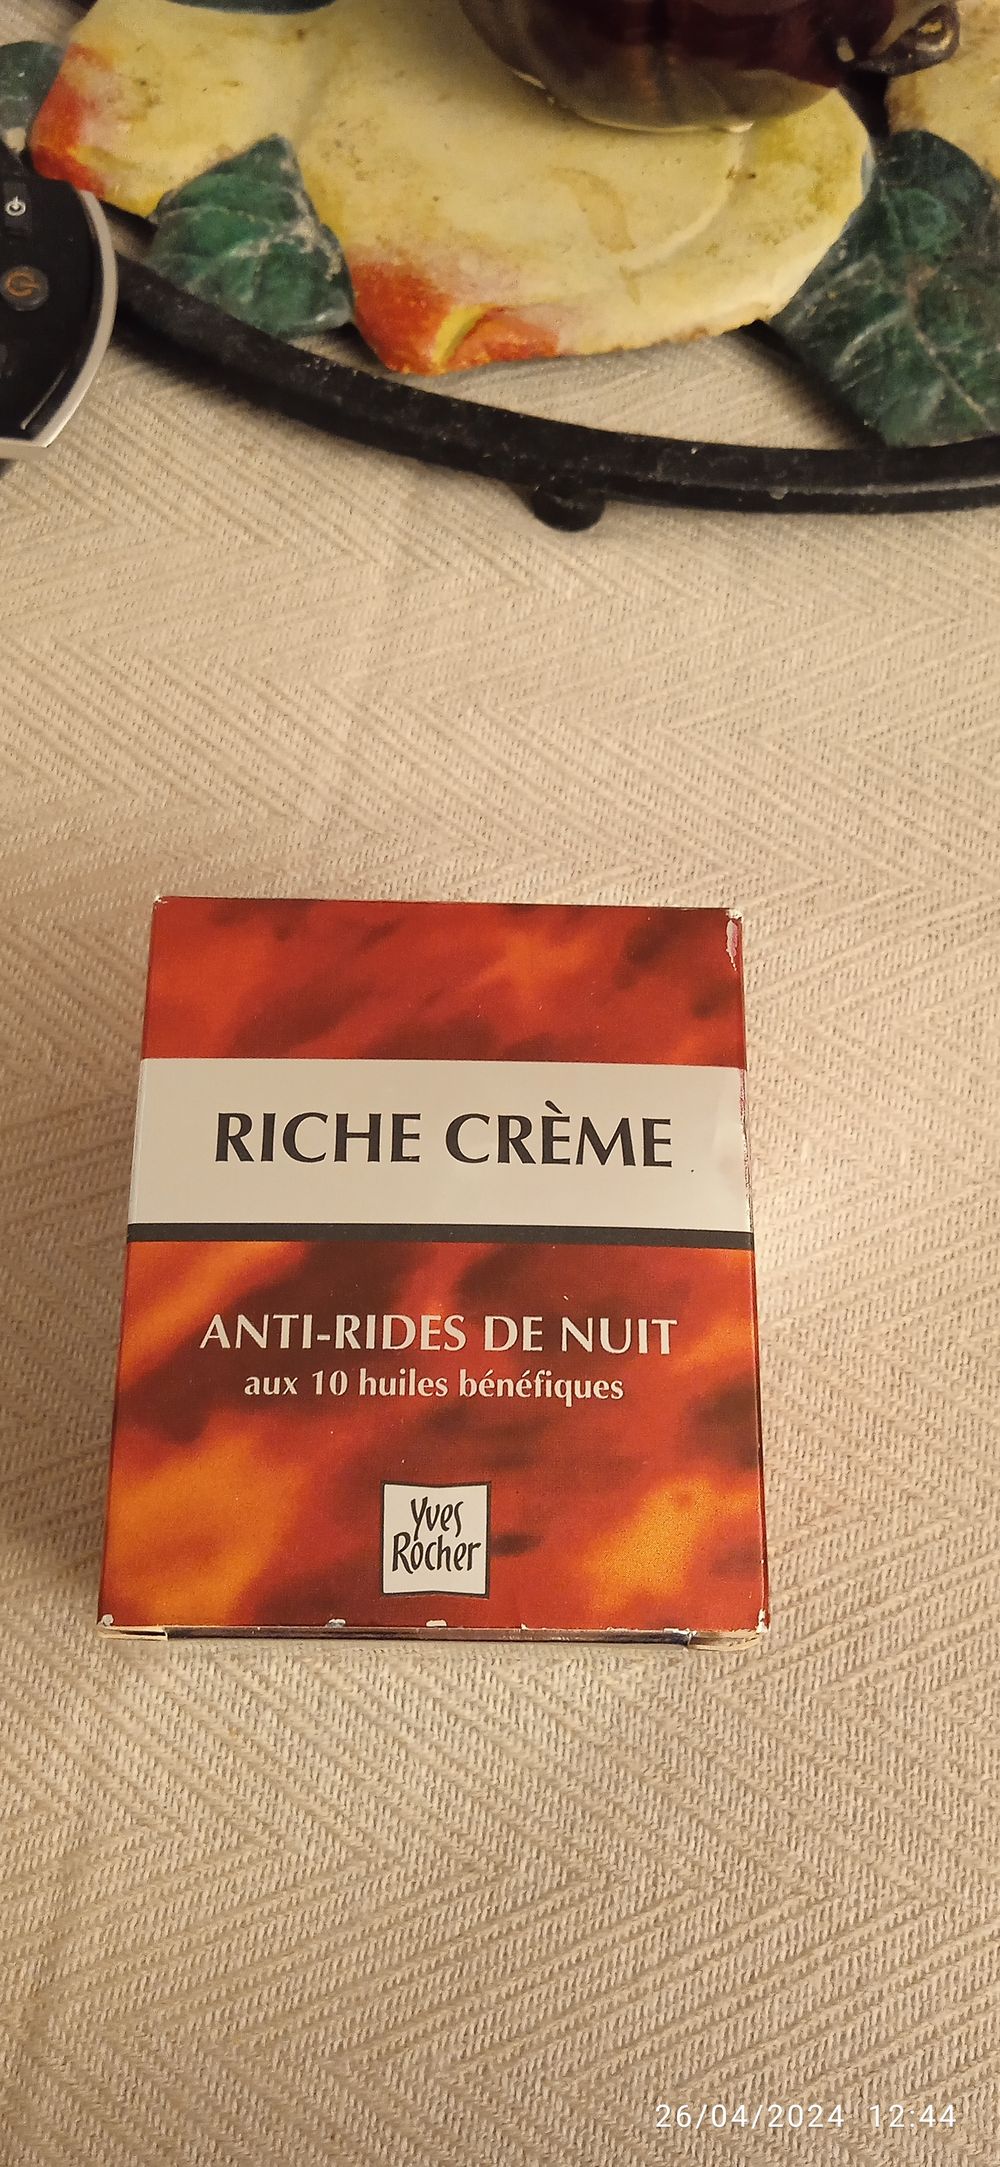 RICHE CRÈME
ANTI-RIDES DE NUIT
aux 10 huiles bénéfiques
Yves
Rocher
26/04/2024 12:44